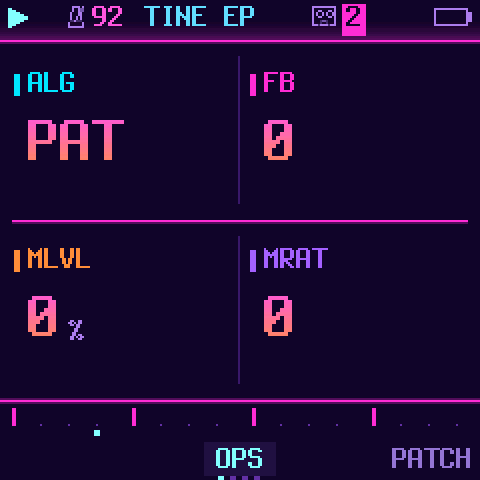 92 TINE EP 2
ALG FB
PAT 0
MLVL MRAT
0 % 0
OPS PATCH